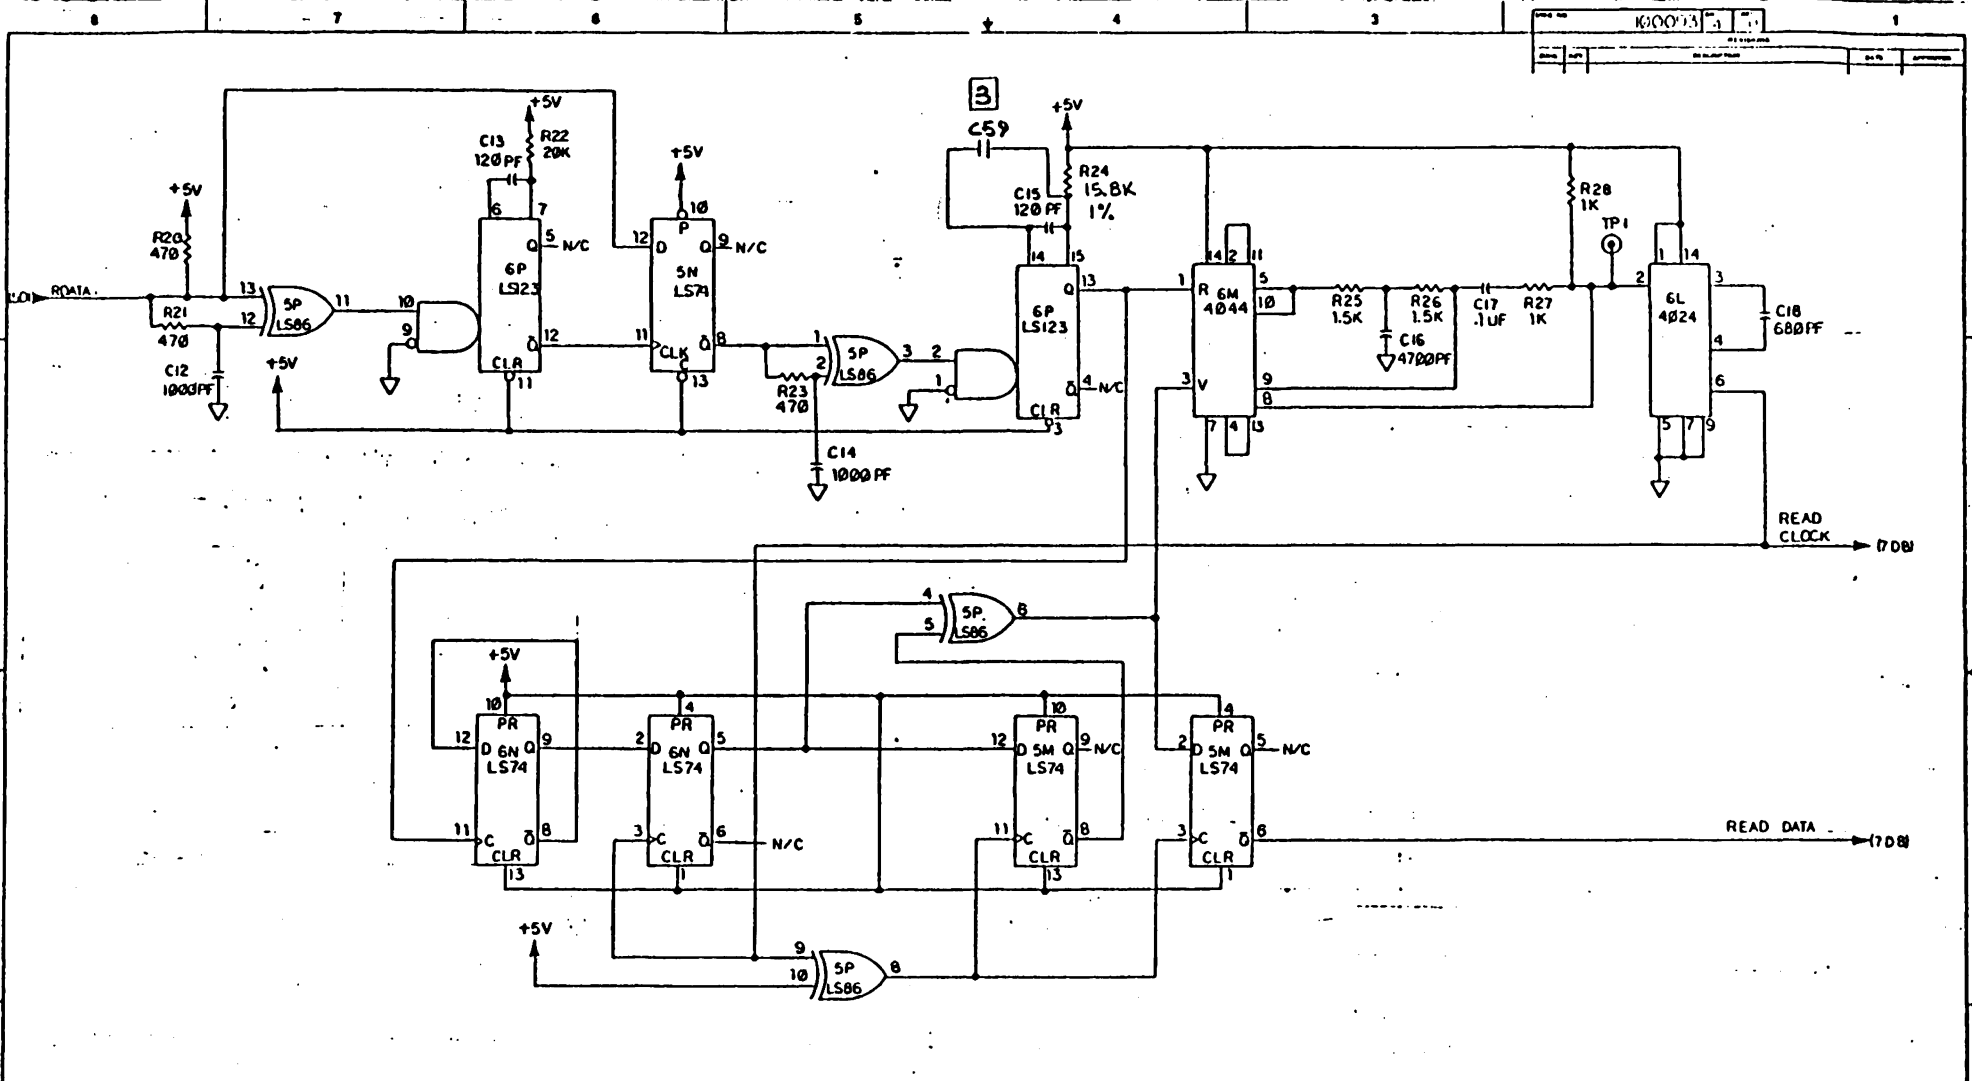 8 7 6 5 4 3 1
REVISIONS
DESCRIPTION
DATE
APPROVED
3
C59
+5V
+5V
R22
20K
C13
120PF
6 7
+5V
10
P
+5V
R20
470
RDATA
R21
470
C12
1000PF
13
12
5P
LS86
11
10
9
6P
LS123
Q 5 N/C
Q 12
CLR
11
+5V
12 D
Q 9 N/C
5N
LS74
11 CLK
Q 8
C
13
R23
470
1
2
5P
LS86
3
2
1
C14
1000PF
C15
120PF
R24
15.8K
1%
14 15
Q 13
6P
LS123
Q 4 N/C
CLR
3
14 2 11
1 R
6M
4044
5
10
3 V
9
8
7 4 13
R25
1.5K
R26
1.5K
C16
4700PF
C17
.1UF
R27
1K
R28
1K
TP1
1 14
2
6L
4024
3
4
6
5 7 9
C18
680PF
READ
CLOCK
(7D8)
4
5
5P
LS86
6
+5V
10
PR
12 D
6N
LS74
Q 9
11 C
Q 8
CLR
13
4
PR
2 D
6N
LS74
Q 5
3 C
Q 6
N/C
CLR
1
10
PR
12 D
5M
LS74
Q 9 N/C
11 C
Q 8
CLR
13
4
PR
2 D
5M
LS74
Q 5 N/C
3 C
Q 6
CLR
1
READ DATA
(7D8)
+5V
9
10
5P
LS86
8